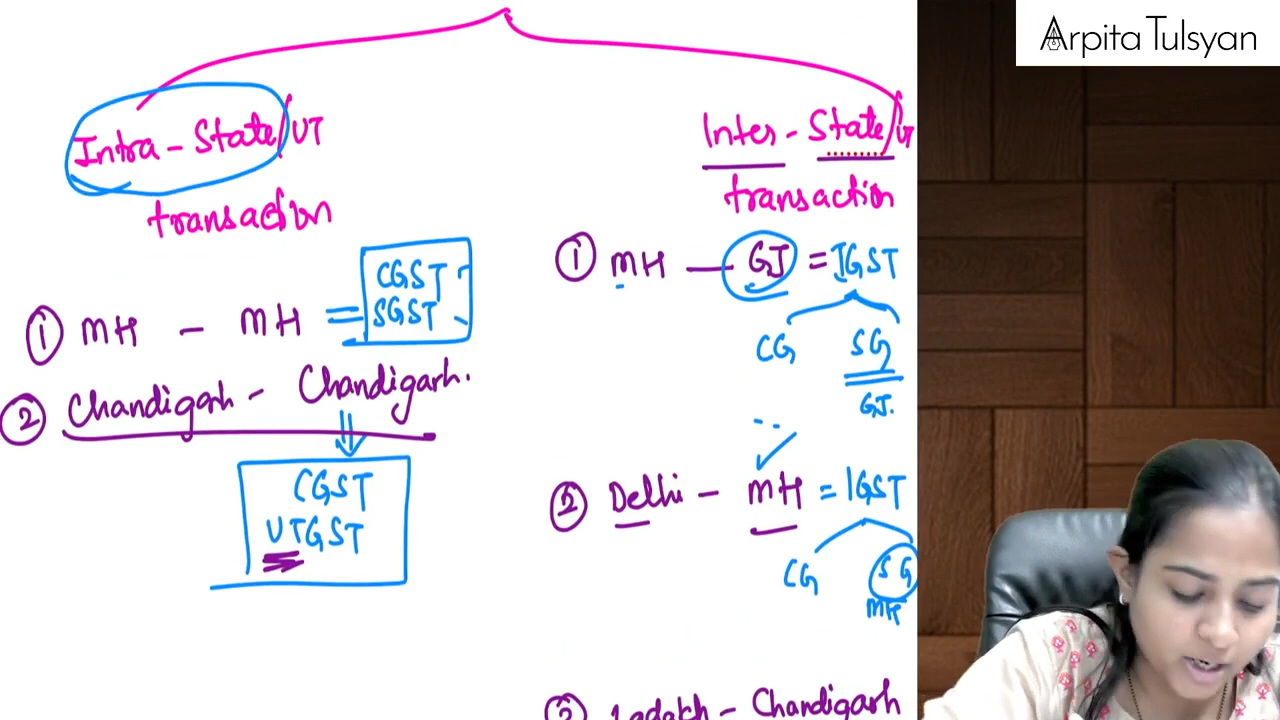 Arpita Tulsyan
Intra - State/UT
transaction
① MH - MH = CGST
SGST
② Chandigarh - Chandigarh.
CGST
UTGST
Inter - State/UT
transaction
① MH - GJ = IGST
CG SG
GJ.
② Delhi - MH = IGST
CG SG
MH
③ Ladakh - Chandigarh